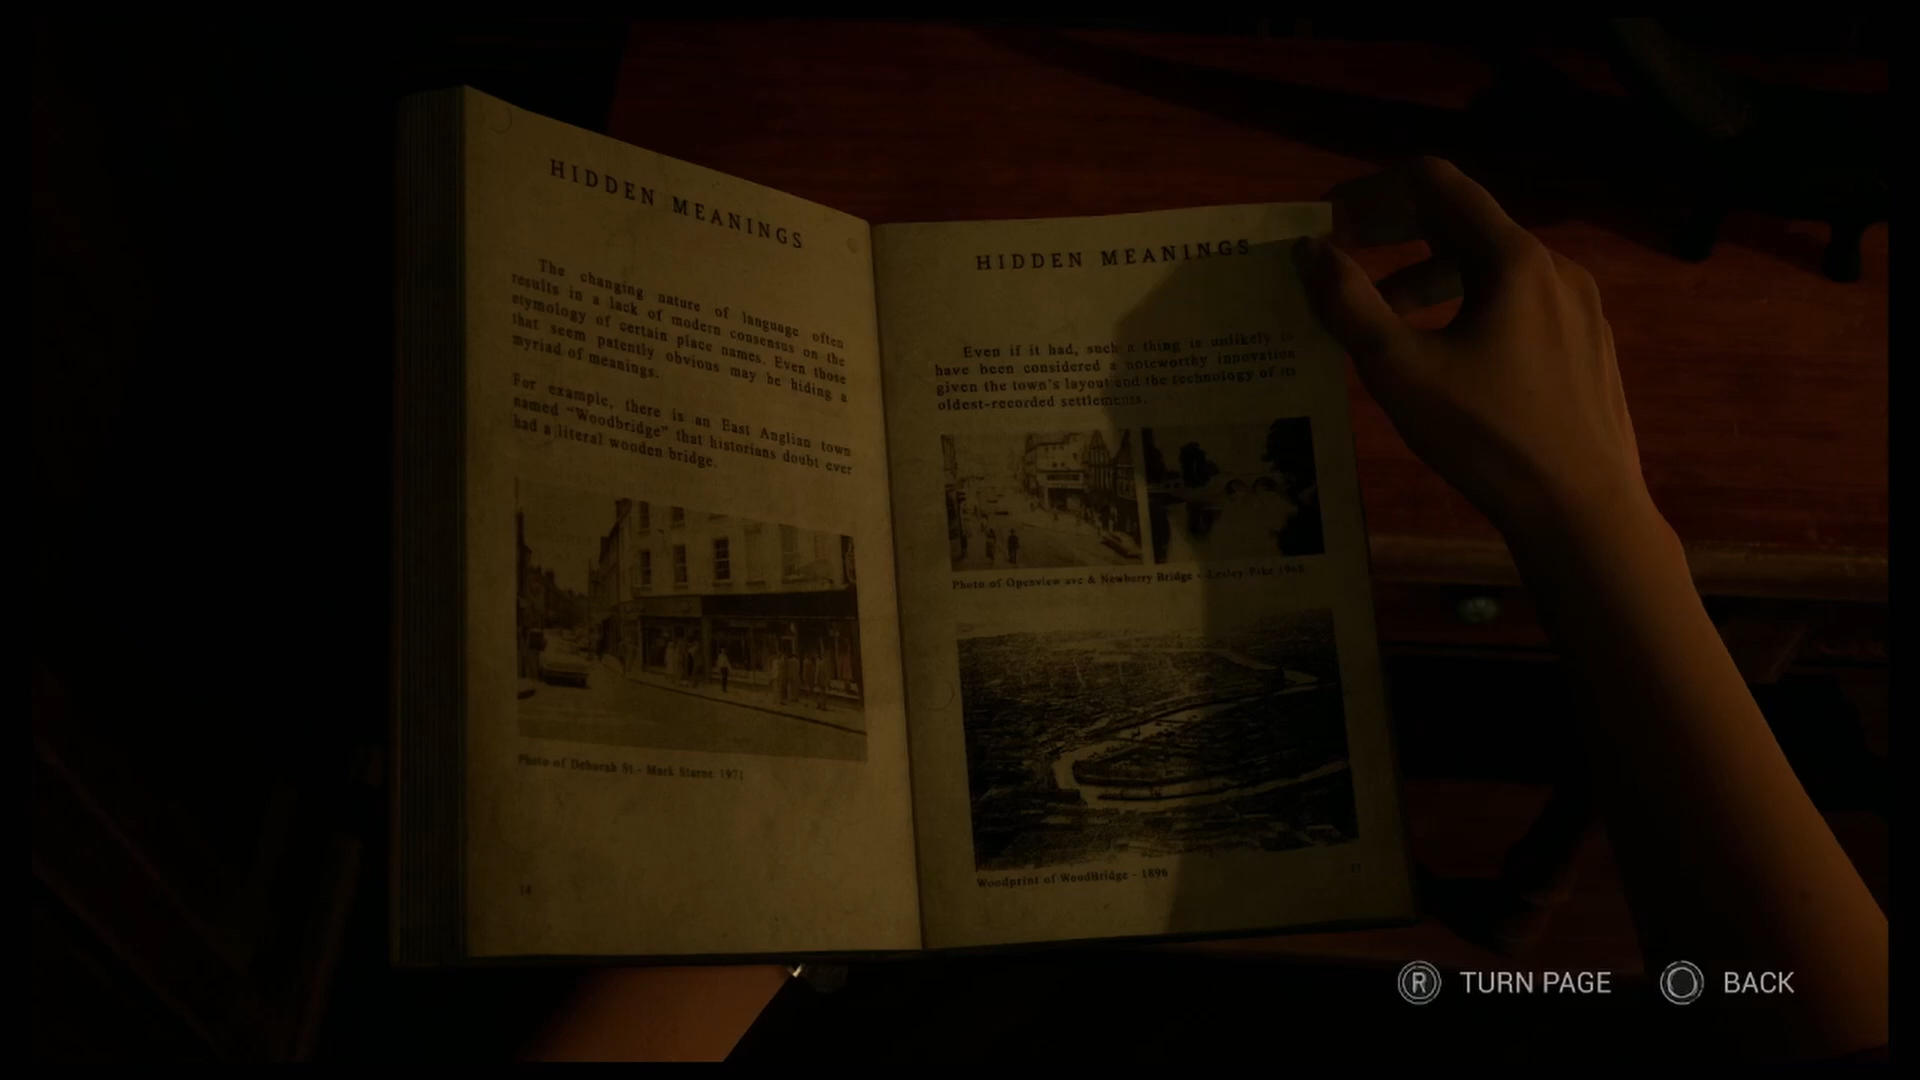 HIDDEN MEANINGS
The changing nature of language often
results in a lack of modern consensus on the
etymology of certain place names. Even those
that seem patently obvious may be hiding a
myriad of meanings.
For example, there is an East Anglian town
named "Woodbridge" that historians doubt ever
had a literal wooden bridge.
Photo of Deborah St - Mark Starne 1971
14
HIDDEN MEANINGS
Even if it had, such a thing is unlikely to
have been considered a noteworthy innovation
given the town's layout and the technology of its
oldest-recorded settlements.
Photo of Openview ave & Newberry Bridge - Lesley Pike 1968
Woodprint of WoodBridge - 1896
R TURN PAGE
BACK